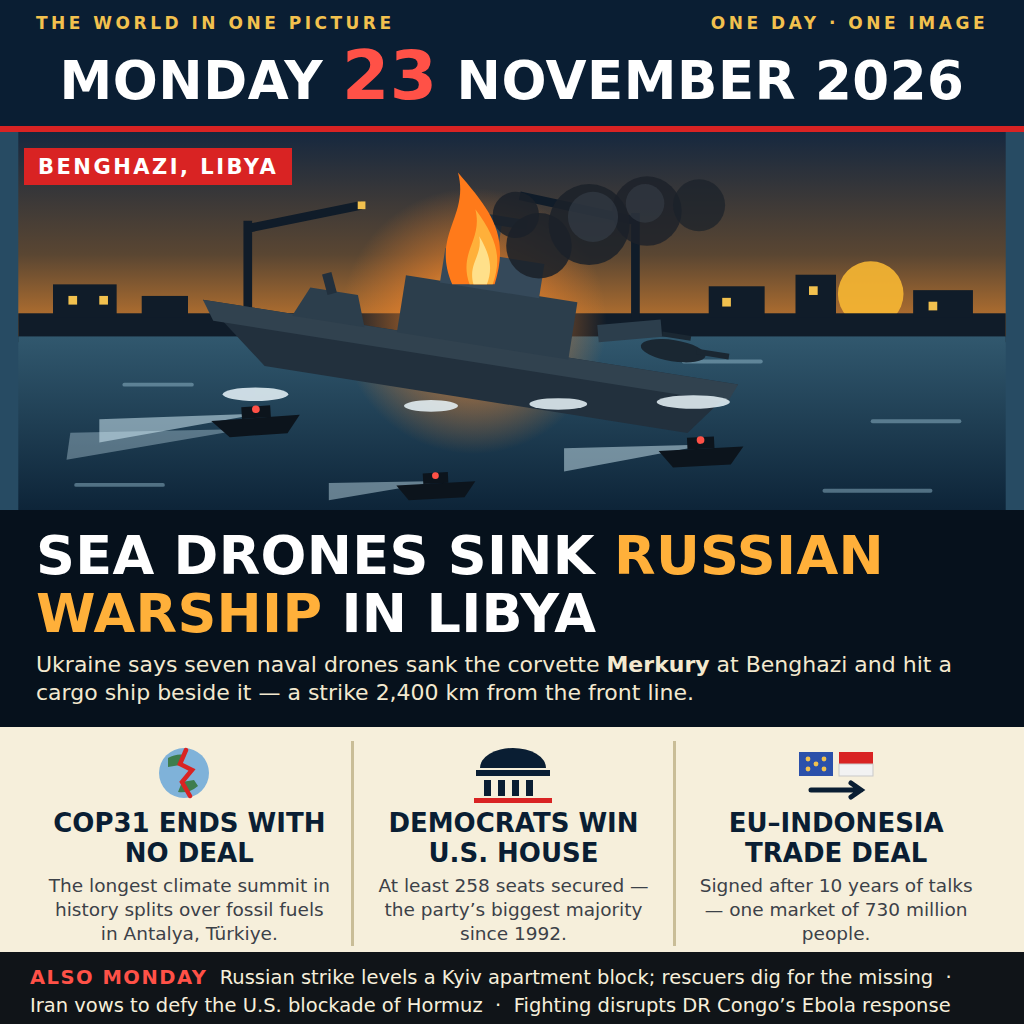 THE WORLD IN ONE PICTURE
ONE DAY · ONE IMAGE
MONDAY 23 NOVEMBER 2026
BENGHAZI, LIBYA
SEA DRONES SINK RUSSIAN
WARSHIP IN LIBYA
Ukraine says seven naval drones sank the corvette Merkury at Benghazi and hit a
cargo ship beside it — a strike 2,400 km from the front line.
COP31 ENDS WITH
NO DEAL
The longest climate summit in
history splits over fossil fuels
in Antalya, Türkiye.
DEMOCRATS WIN
U.S. HOUSE
At least 258 seats secured —
the party’s biggest majority
since 1992.
EU–INDONESIA
TRADE DEAL
Signed after 10 years of talks
— one market of 730 million
people.
ALSO MONDAY Russian strike levels a Kyiv apartment block; rescuers dig for the missing ·
Iran vows to defy the U.S. blockade of Hormuz · Fighting disrupts DR Congo’s Ebola response